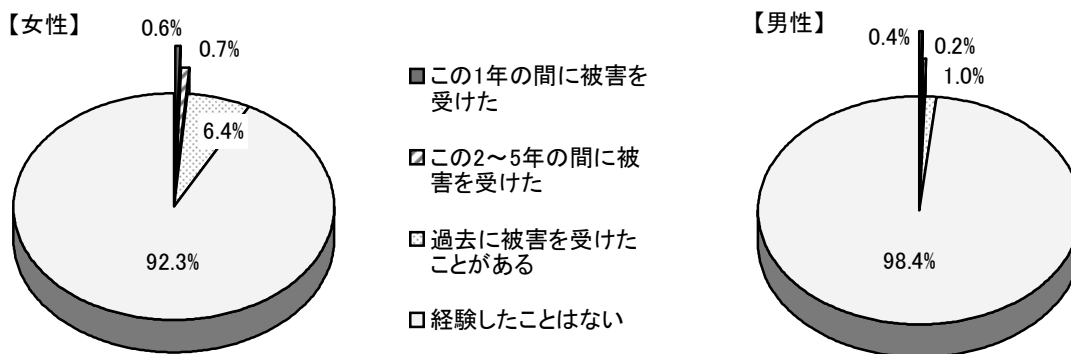 【女性】
0.6%
0.7%
6.4%
92.3%
■この1年の間に被害を
受けた
この2～5年の間に被
害を受けた
過去に被害を受けた
ことがある
□経験したことはない
【男性】
0.4%
0.2%
1.0%
98.4%